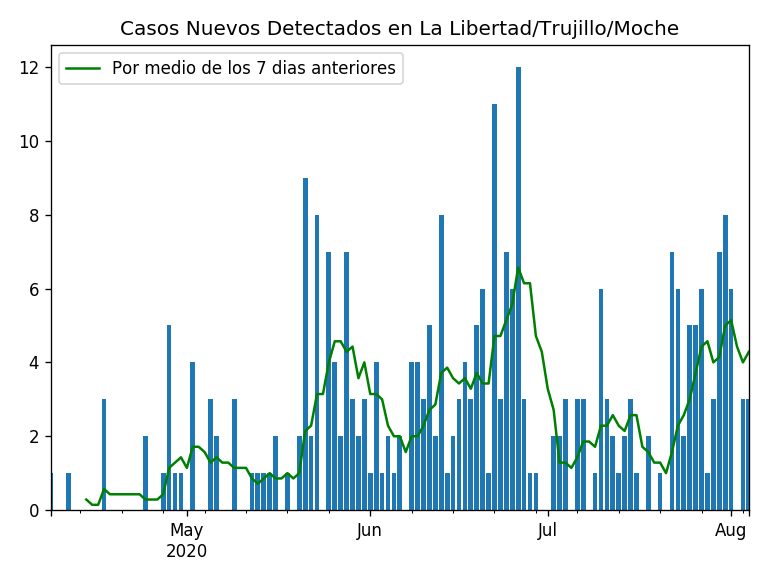 Casos Nuevos Detectados en La Libertad/Trujillo/Moche
Por medio de los 7 dias anteriores
12
10
8
6
4
2
0
May
2020
Jun
Jul
Aug